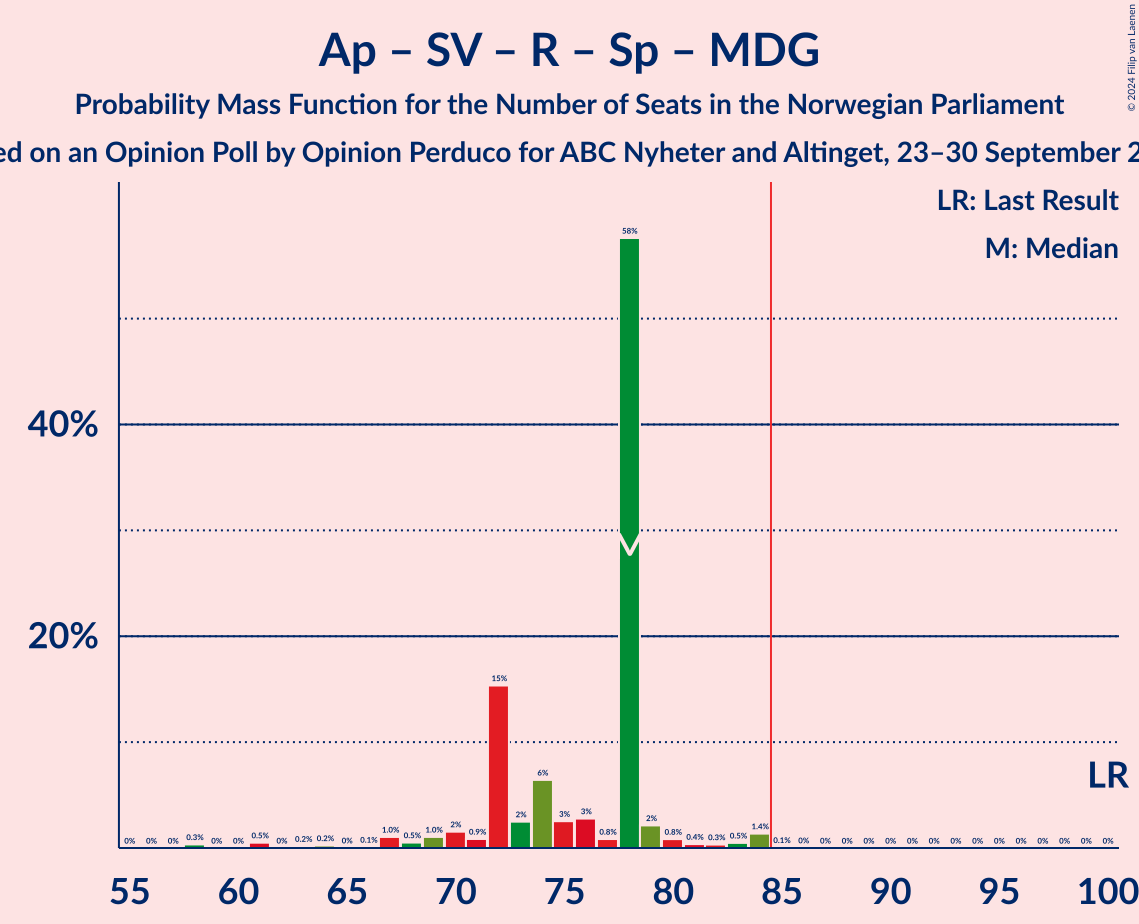 Ap – SV – R – Sp – MDG
Probability Mass Function for the Number of Seats in the Norwegian Parliament
ed on an Opinion Poll by Opinion Perduco for ABC Nyheter and Altinget, 23–30 September 2
© 2024 Filip van Laenen
LR: Last Result
M: Median
58%
40%
20%
15%
6%
3% 3%
2% 2%
0% 0% 0% 0.3% 0% 0% 0.5% 0% 0.2% 0.2% 0% 0.1% 1.0% 0.5% 1.0% 2% 0.9% 0.8% 2% 0.8% 0.4% 0.3% 0.5% 1.4% 0.1% 0% 0% 0% 0% 0% 0% 0% 0% 0% 0% 0% 0% 0% 0% 0%
LR
55 60 65 70 75 80 85 90 95 100